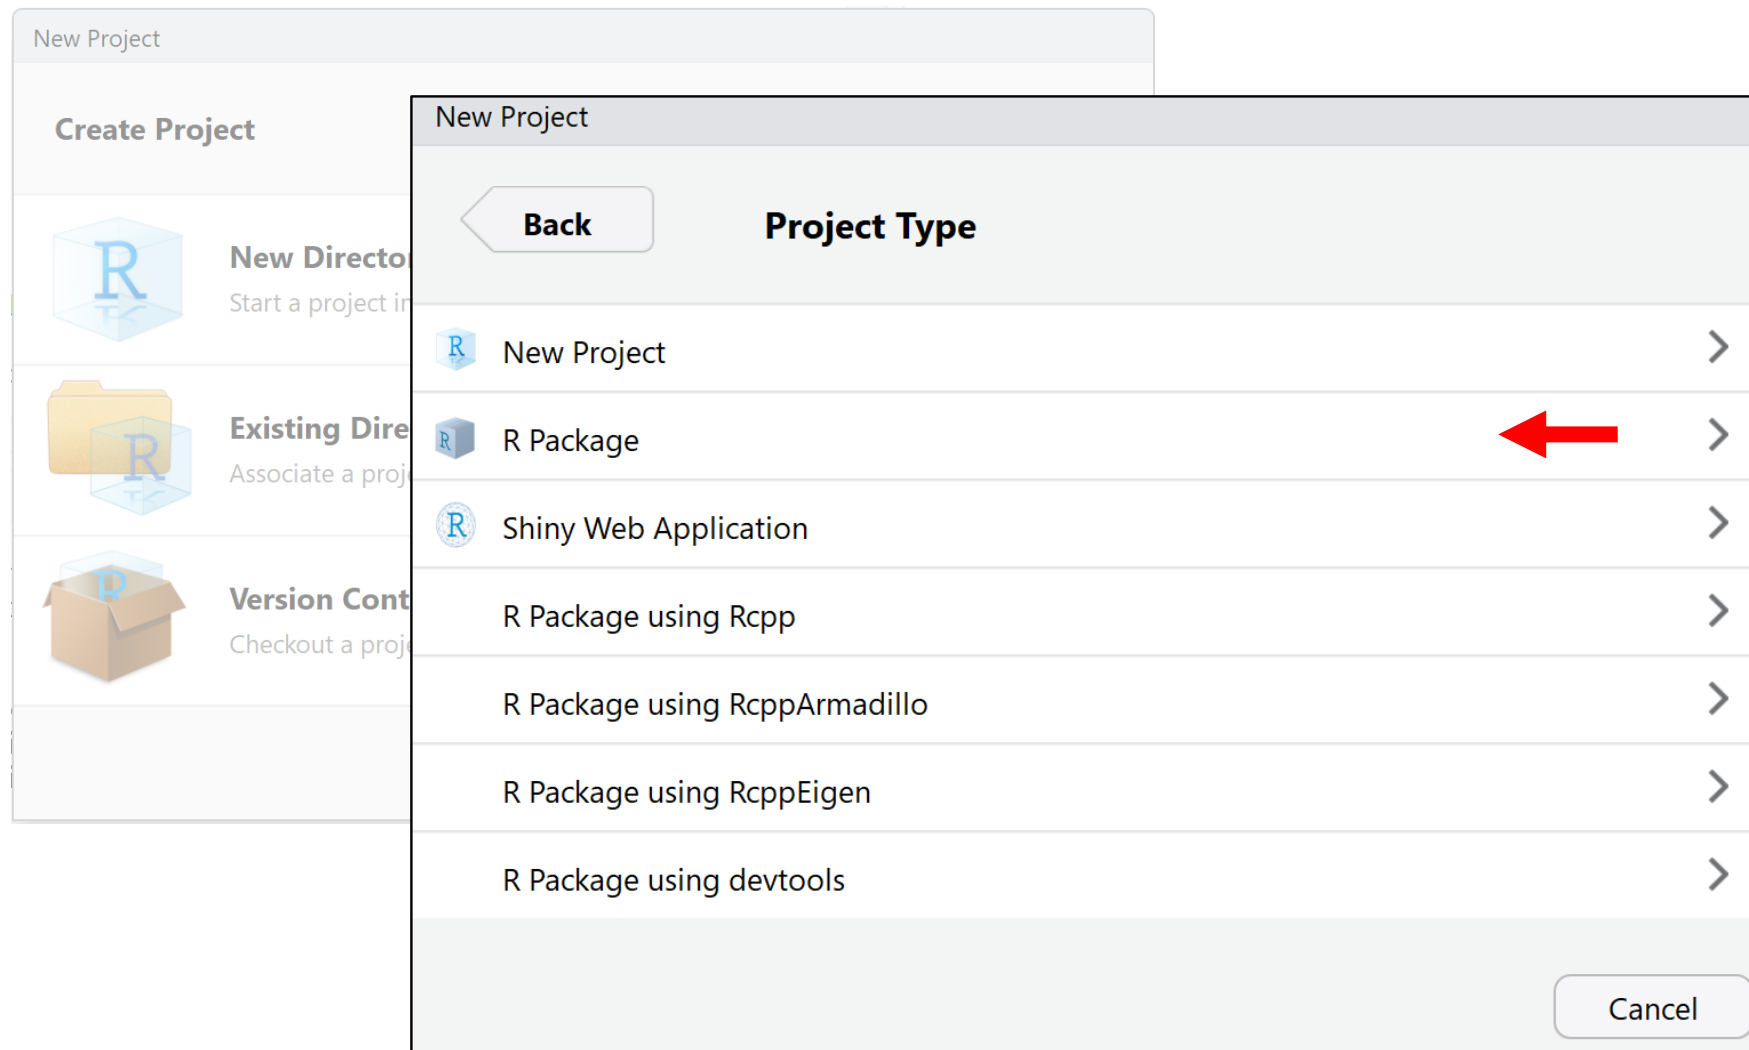 New Project
Create Project
New Director
Start a project in
Existing Dire
Associate a proj
Version Cont
Checkout a proje
New Project
Back
Project Type
New Project
R Package
Shiny Web Application
R Package using Rcpp
R Package using RcppArmadillo
R Package using RcppEigen
R Package using devtools
Cancel